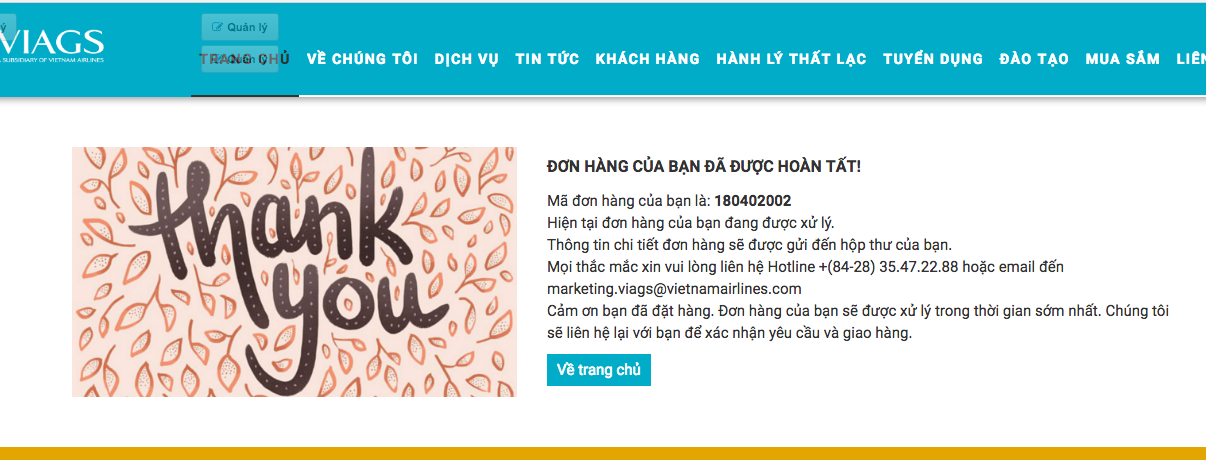 Quản lý
VIAGS
SUBSIDIARY OF VIETNAM AIRLINES
Quản lý
TRANG CHỦ VỀ CHÚNG TÔI DỊCH VỤ TIN TỨC KHÁCH HÀNG HÀNH LÝ THẤT LẠC TUYỂN DỤNG ĐÀO TẠO MUA SẮM
thank
you
ĐƠN HÀNG CỦA BẠN ĐÃ ĐƯỢC HOÀN TẤT!
Mã đơn hàng của bạn là: 180402002
Hiện tại đơn hàng của bạn đang được xử lý.
Thông tin chi tiết đơn hàng sẽ được gửi đến hộp thư của bạn.
Mọi thắc mắc xin vui lòng liên hệ Hotline +(84-28) 35.47.22.88 hoặc email đến
marketing.viags@vietnamairlines.com
Cảm ơn bạn đã đặt hàng. Đơn hàng của bạn sẽ được xử lý trong thời gian sớm nhất. Chúng tôi
sẽ liên hệ lại với bạn để xác nhận yêu cầu và giao hàng.
Về trang chủ